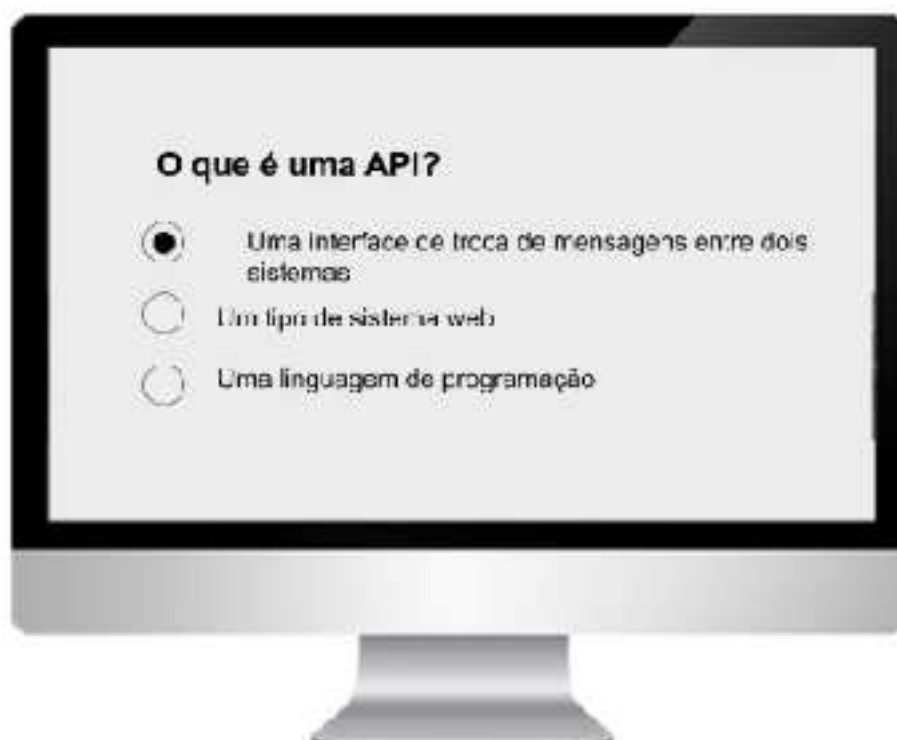 O que é uma API?
Uma interface de troca de mensagens entre dois
sistemas
Um tipo de sistema web
Uma linguagem de programação